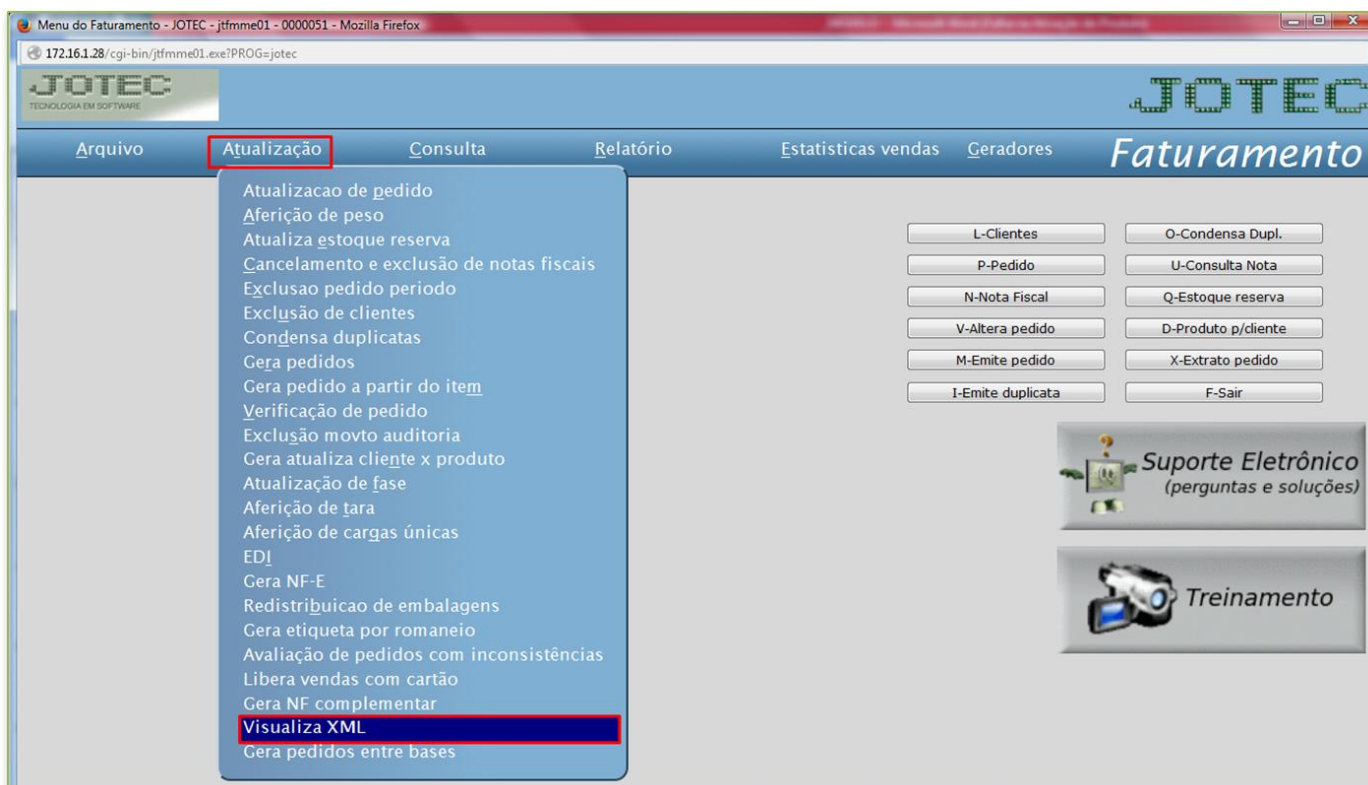 Menu do Faturamento - JOTEC - jtfmme01 - 0000051 - Mozilla Firefox
172.16.1.28/cgi-bin/jtfmme01.exe?PROG=jotec
JOTEC
TECNOLOGIA EM SOFTWARE
JOTEC
Arquivo Atualização Consulta Relatório Estatisticas vendas Geradores Faturamento
Atualizacao de pedido
Aferição de peso
Atualiza estoque reserva
Cancelamento e exclusão de notas fiscais
Exclusao pedido periodo
Exclusão de clientes
Condensa duplicatas
Gera pedidos
Gera pedido a partir do item
Verificação de pedido
Exclusão movto auditoria
Gera atualiza cliente x produto
Atualização de fase
Aferição de tara
Aferição de cargas únicas
EDI
Gera NF-E
Redistribuicao de embalagens
Gera etiqueta por romaneio
Avaliação de pedidos com inconsistências
Libera vendas com cartão
Gera NF complementar
Visualiza XML
Gera pedidos entre bases
L-Clientes O-Condensa Dupl.
P-Pedido U-Consulta Nota
N-Nota Fiscal Q-Estoque reserva
V-Altera pedido D-Produto p/cliente
M-Emite pedido X-Extrato pedido
I-Emite duplicata F-Sair
Suporte Eletrônico
(perguntas e soluções)
Treinamento